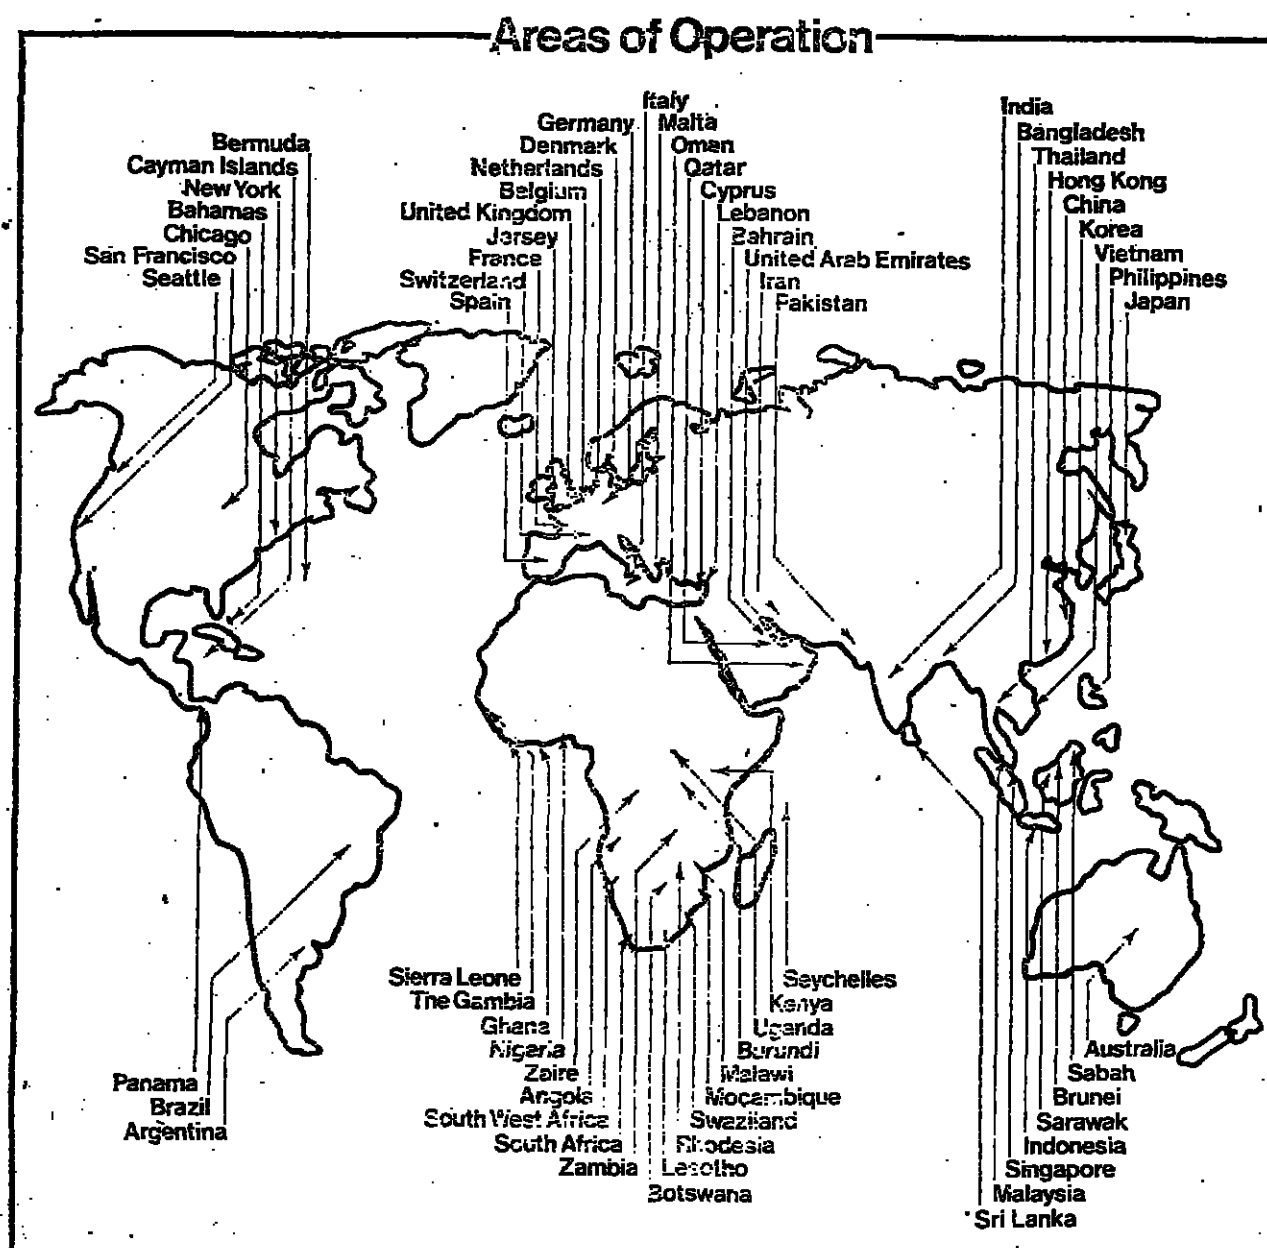 Areas of Operation
Bermuda
Cayman Islands
New York
Bahamas
Chicago
San Francisco
Seattle
Italy
Germany
Malta
Denmark
Oman
Netherlands
Qatar
Belgium
Cyprus
United Kingdom
Lebanon
Jersey
Bahrain
France
United Arab Emirates
Switzerland
Iran
Spain
Pakistan
India
Bangladesh
Thailand
Hong Kong
China
Korea
Vietnam
Philippines
Japan
Sierra Leone
The Gambia
Ghana
Nigeria
Zaire
Angola
South West Africa
South Africa
Zambia
Seychelles
Kenya
Uganda
Burundi
Malawi
Moçambique
Swaziland
Rhodesia
Lesotho
Botswana
Panama
Brazil
Argentina
Australia
Sabah
Brunei
Sarawak
Indonesia
Singapore
Malaysia
Sri Lanka